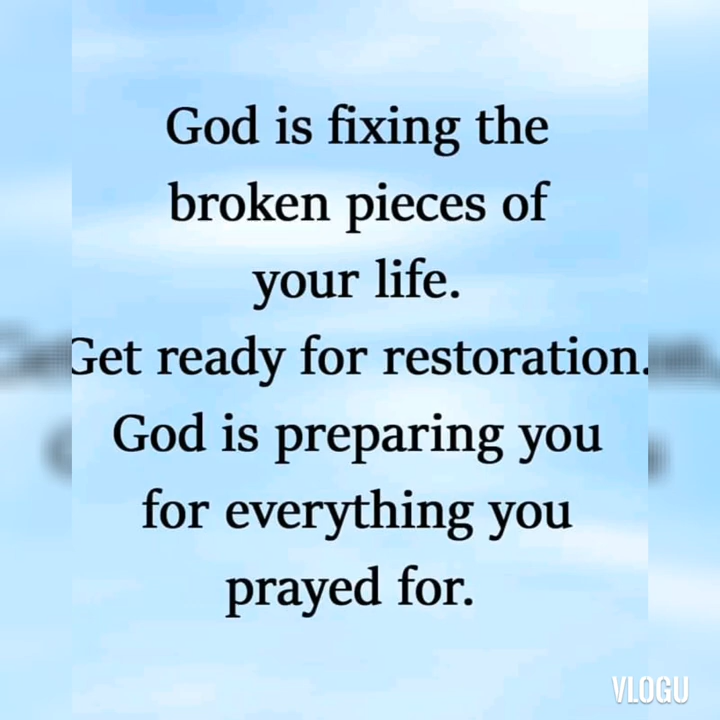 God is fixing the
broken pieces of
your life.
Get ready for restoration.
God is preparing you
for everything you
prayed for.
VLOGU